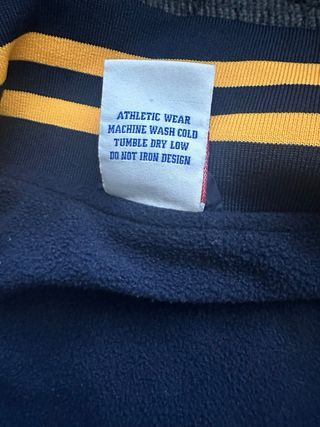 ATHLETIC WEAR
MACHINE WASH COLD
TUMBLE DRY LOW
DO NOT IRON DESIGN